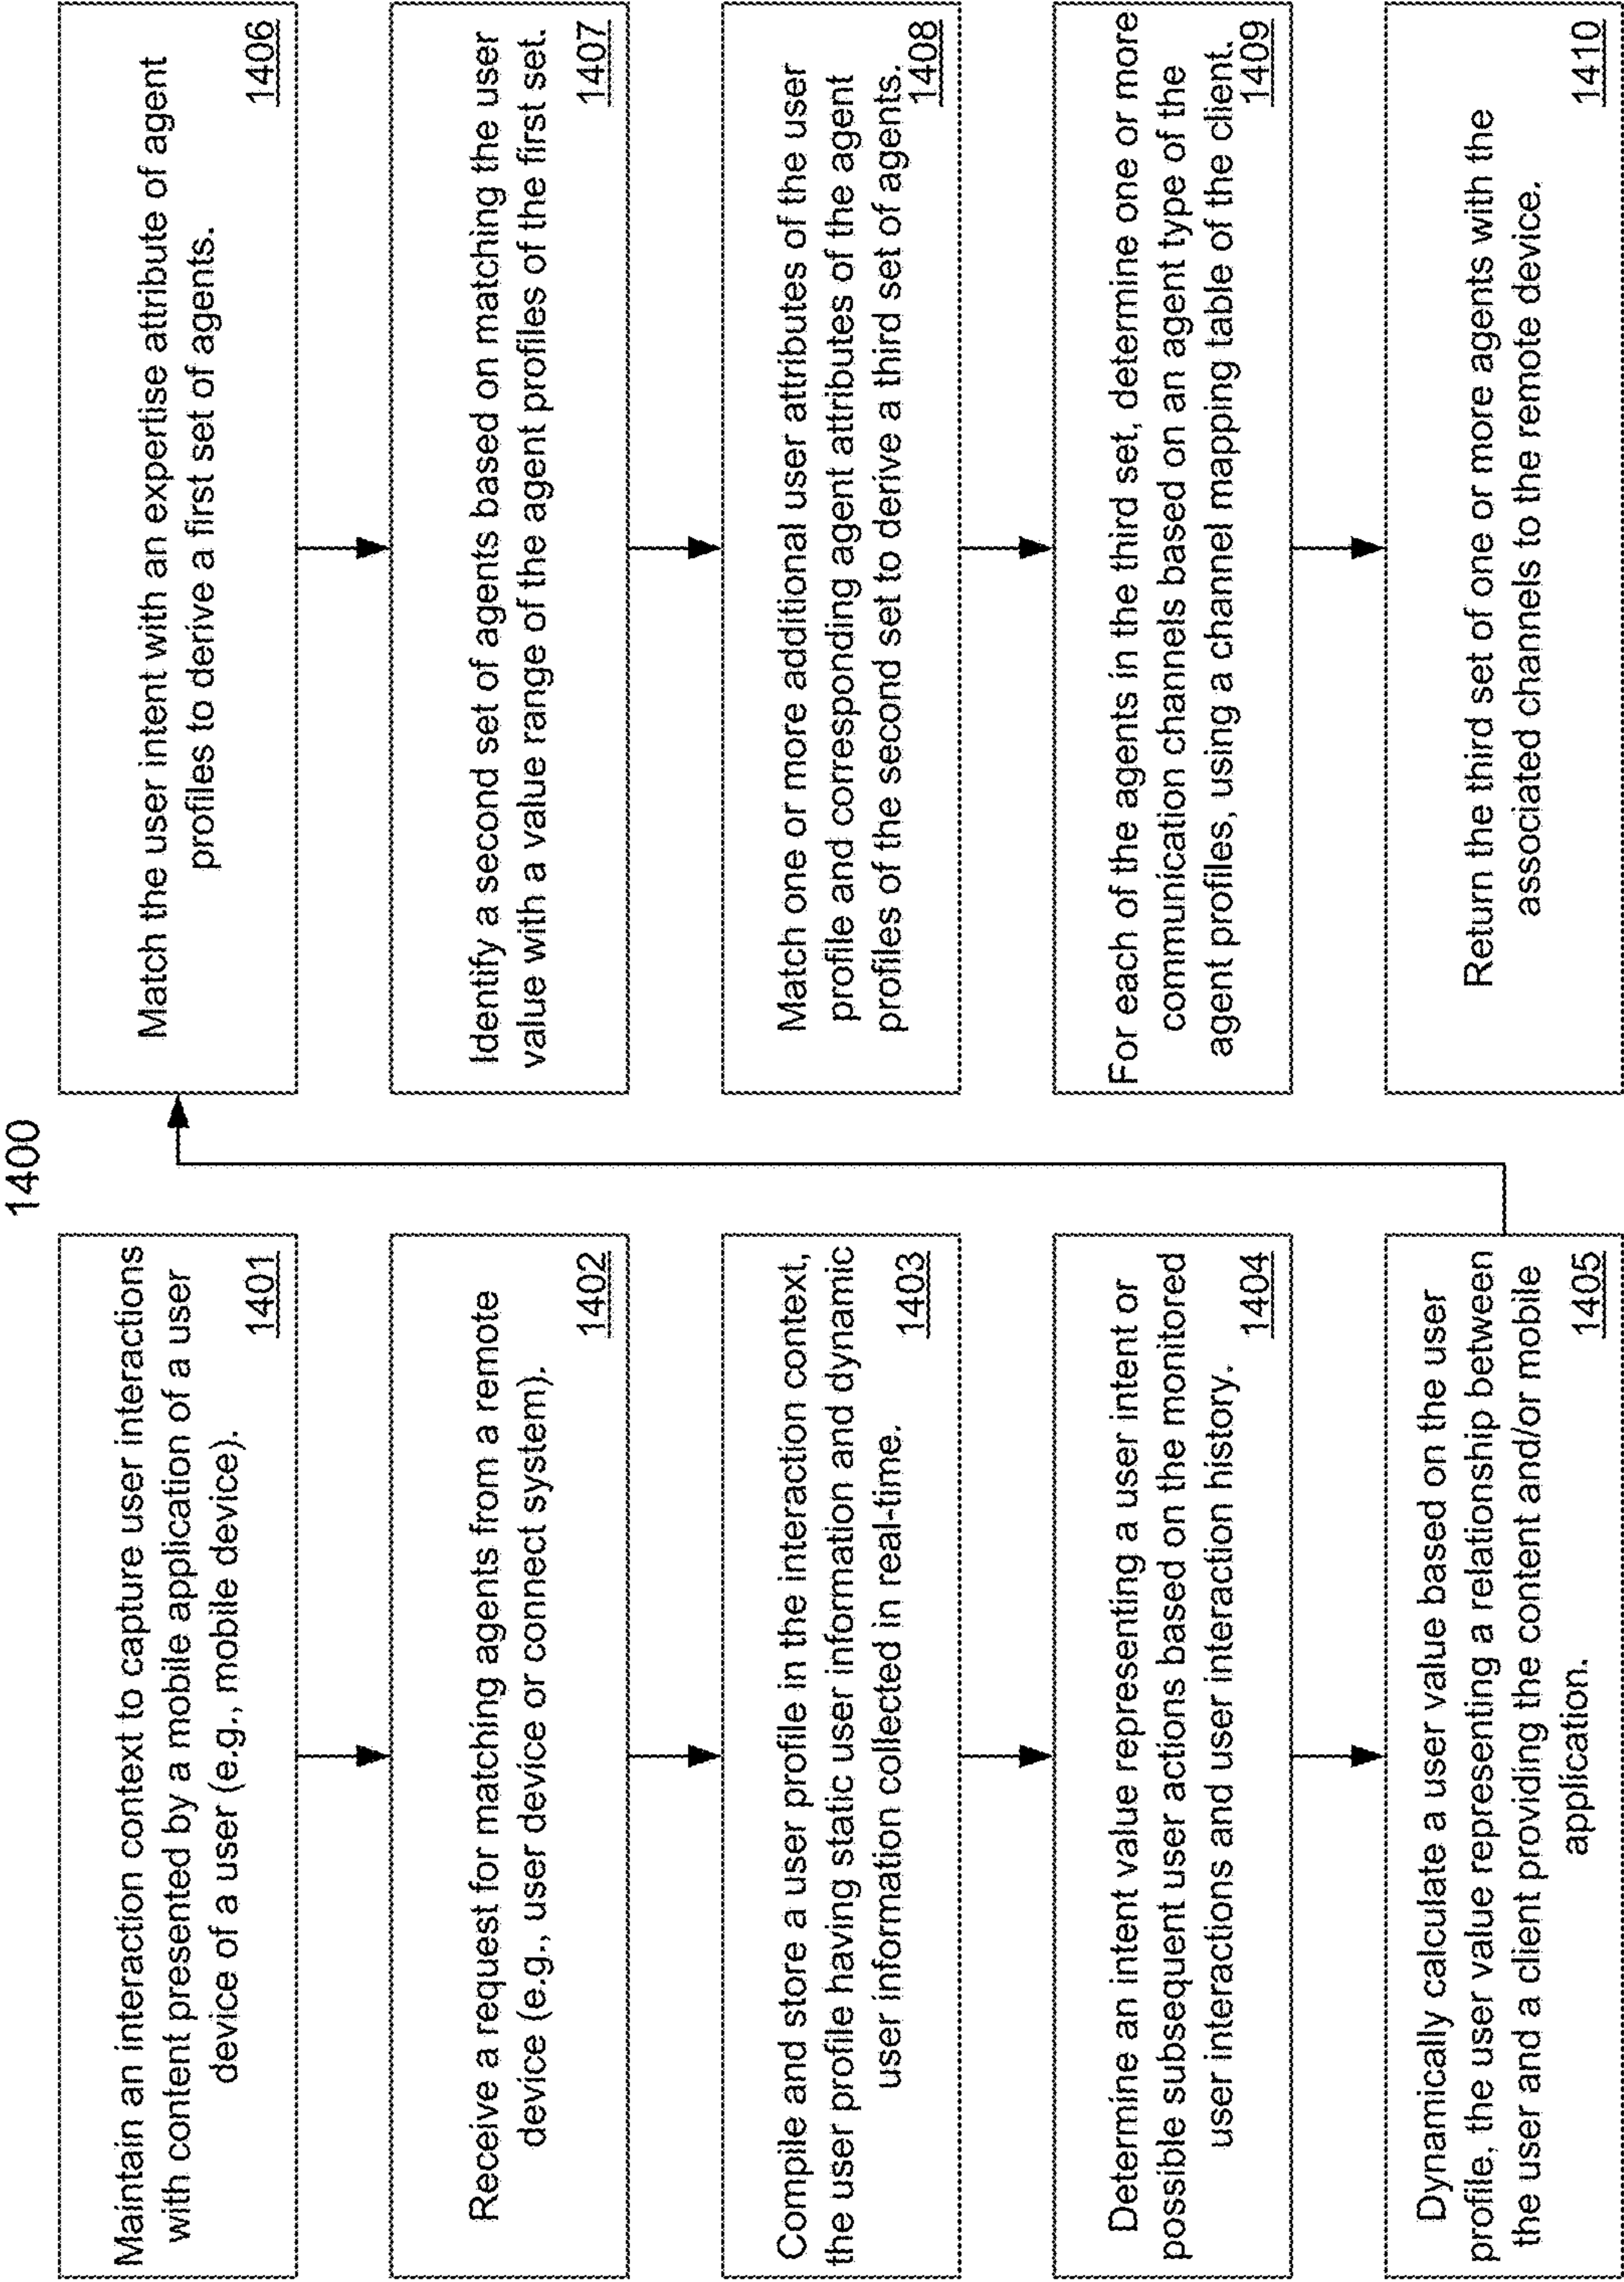 1400
Maintain an interaction context to capture user interactions
with content presented by a mobile application of a user
device of a user (e.g., mobile device).
1401
Receive a request for matching agents from a remote
device (e.g., user device or connect system).
1402
Compile and store a user profile in the interaction context,
the user profile having static user information and dynamic
user information collected in real-time.
1403
Determine an intent value representing a user intent or
possible subsequent user actions based on the monitored
user interactions and user interaction history.
1404
Dynamically calculate a user value based on the user
profile, the user value representing a relationship between
the user and a client providing the content and/or mobile
application.
1405
Match the user intent with an expertise attribute of agent
profiles to derive a first set of agents.
1406
Identify a second set of agents based on matching the user
value with a value range of the agent profiles of the first set.
1407
Match one or more additional user attributes of the user
profile and corresponding agent attributes of the agent
profiles of the second set to derive a third set of agents.
1408
For each of the agents in the third set, determine one or more
communication channels based on an agent type of the
agent profiles, using a channel mapping table of the client.
1409
Return the third set of one or more agents with the
associated channels to the remote device.
1410